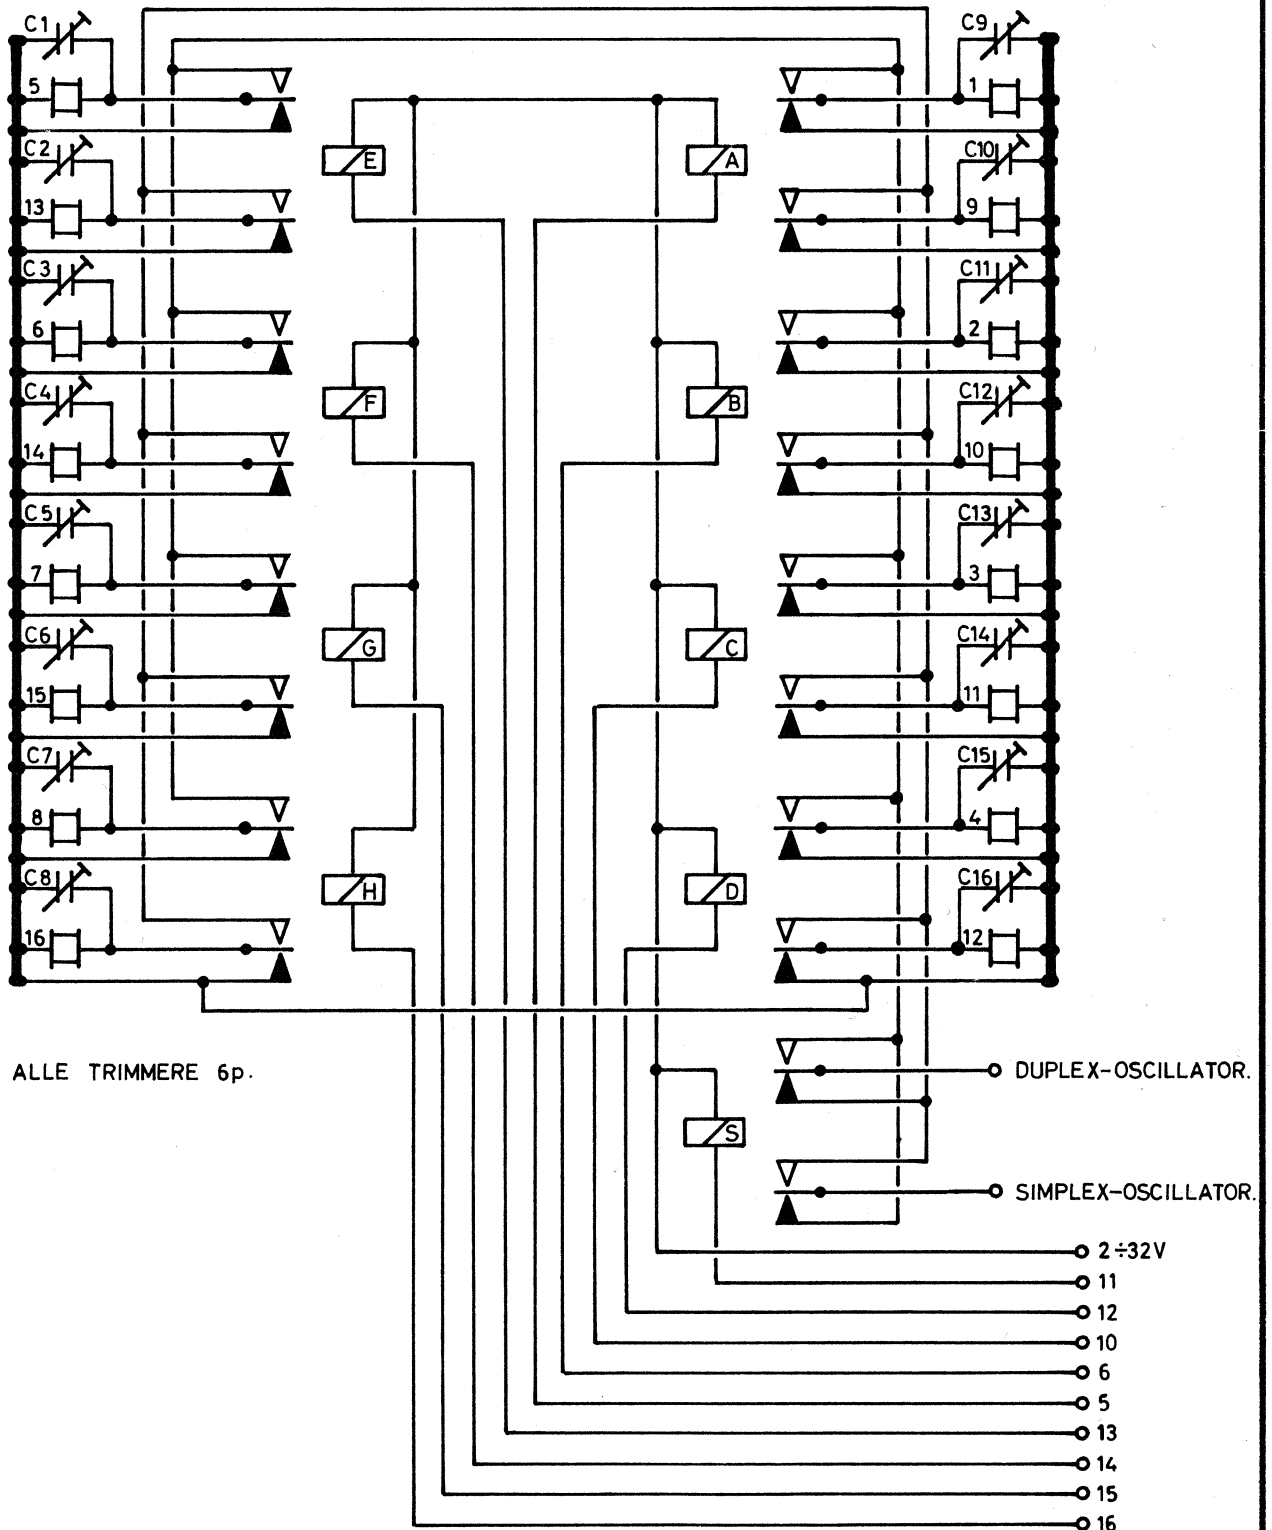 C1
C9
5
1
E
A
C2
C10
13
9
C3
C11
6
2
C4
C12
F
B
14
10
C5
C13
7
3
C6
C14
G
C
15
11
C7
C15
8
4
C8
C16
H
D
16
12
ALLE TRIMMERE 6p.
DUPLEX-OSCILLATOR.
S
SIMPLEX-OSCILLATOR.
2÷32V
11
12
10
6
5
13
14
15
16